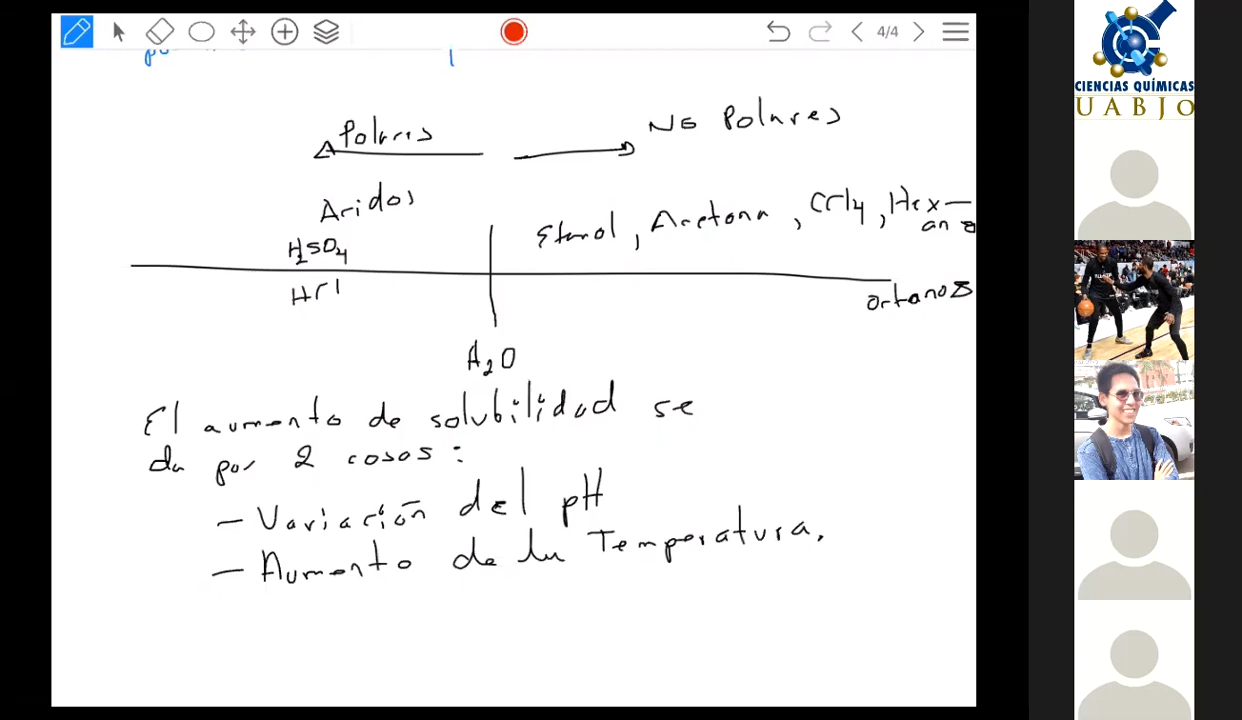 4/4
CIENCIAS QUÍMICAS
UABJO
Polares
No Polares
Acidos
H2SO4
HCl
Etanol, Acetona, CCl4, Hex-
ano
Octanos
H2O
El aumento de solubilidad se
da por 2 cosas:
- Variación del pH
- Aumento de la Temperatura.